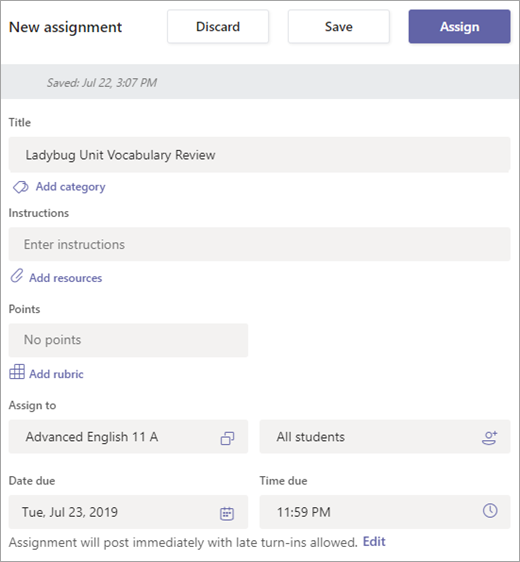 New assignment Discard Save Assign
Saved: Jul 22, 3:07 PM
Title
Ladybug Unit Vocabulary Review
Add category
Instructions
Enter instructions
Add resources
Points
No points
Add rubric
Assign to
Advanced English 11 A All students
Date due Time due
Tue, Jul 23, 2019 11:59 PM
Assignment will post immediately with late turn-ins allowed. Edit